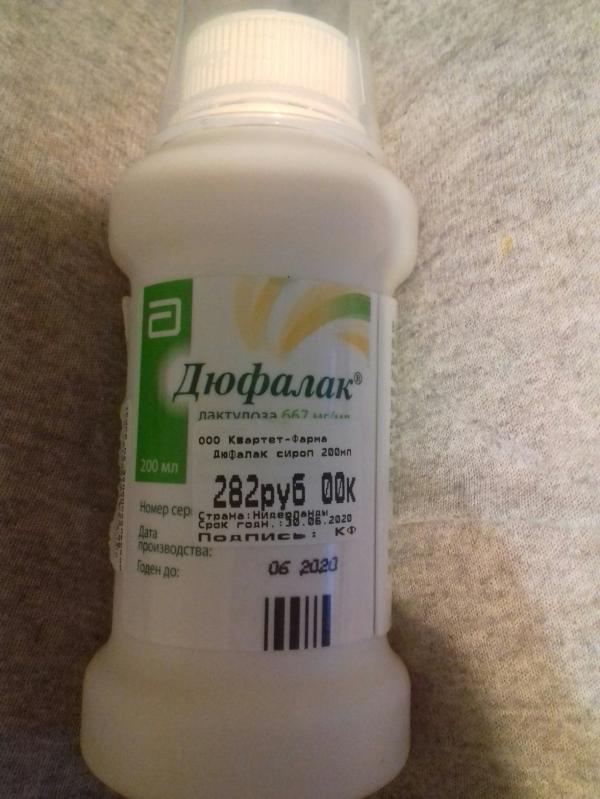 Дюфалак®
лактулоза 667 мг/мл
ООО Квартет-Фарма
Дюфалак сироп 200мл
200 мл
282руб 00к
Номер сер
Страна:Нидерланды
Срок годн.:30.06.2020
Подпись: КФ
Дата
производства:
Годен до:
06 2020